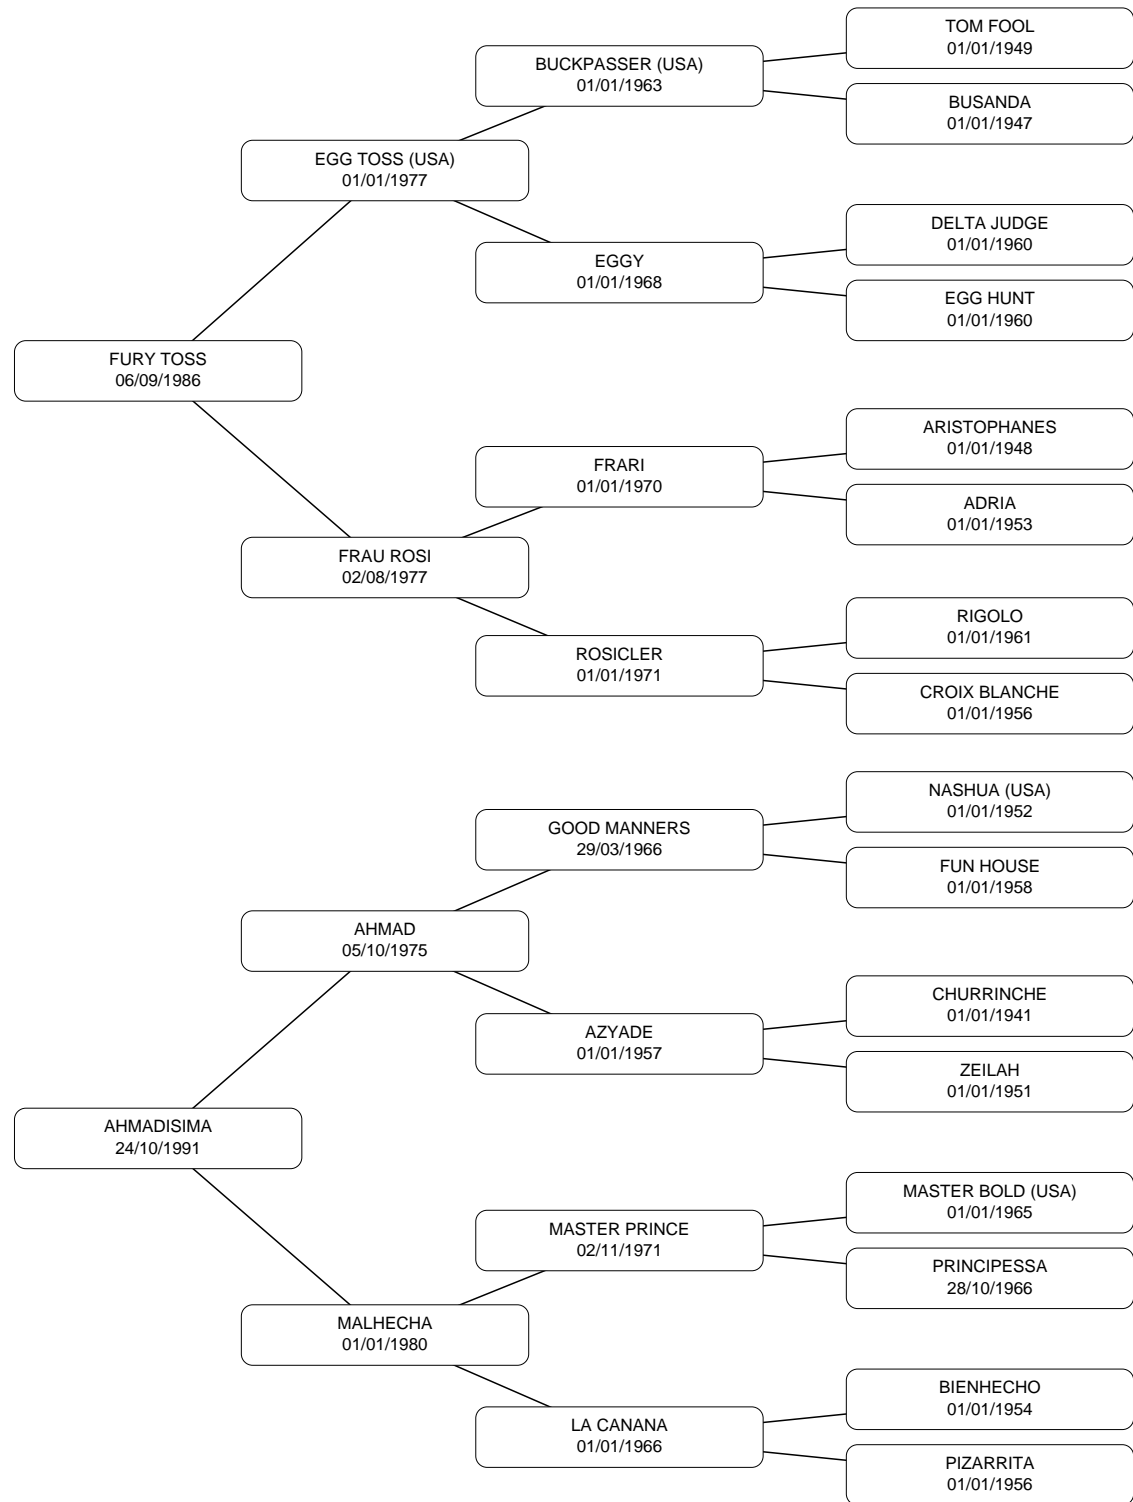 TOM FOOL
01/01/1949
BUCKPASSER (USA)
01/01/1963
BUSANDA
01/01/1947
EGG TOSS (USA)
01/01/1977
DELTA JUDGE
01/01/1960
EGGY
01/01/1968
EGG HUNT
01/01/1960
FURY TOSS
06/09/1986
ARISTOPHANES
01/01/1948
FRARI
01/01/1970
ADRIA
01/01/1953
FRAU ROSI
02/08/1977
RIGOLO
01/01/1961
ROSICLER
01/01/1971
CROIX BLANCHE
01/01/1956
NASHUA (USA)
01/01/1952
GOOD MANNERS
29/03/1966
FUN HOUSE
01/01/1958
AHMAD
05/10/1975
CHURRINCHE
01/01/1941
AZYADE
01/01/1957
ZEILAH
01/01/1951
AHMADISIMA
24/10/1991
MASTER BOLD (USA)
01/01/1965
MASTER PRINCE
02/11/1971
PRINCIPESSA
28/10/1966
MALHECHA
01/01/1980
BIENHECHO
01/01/1954
LA CANANA
01/01/1966
PIZARRITA
01/01/1956